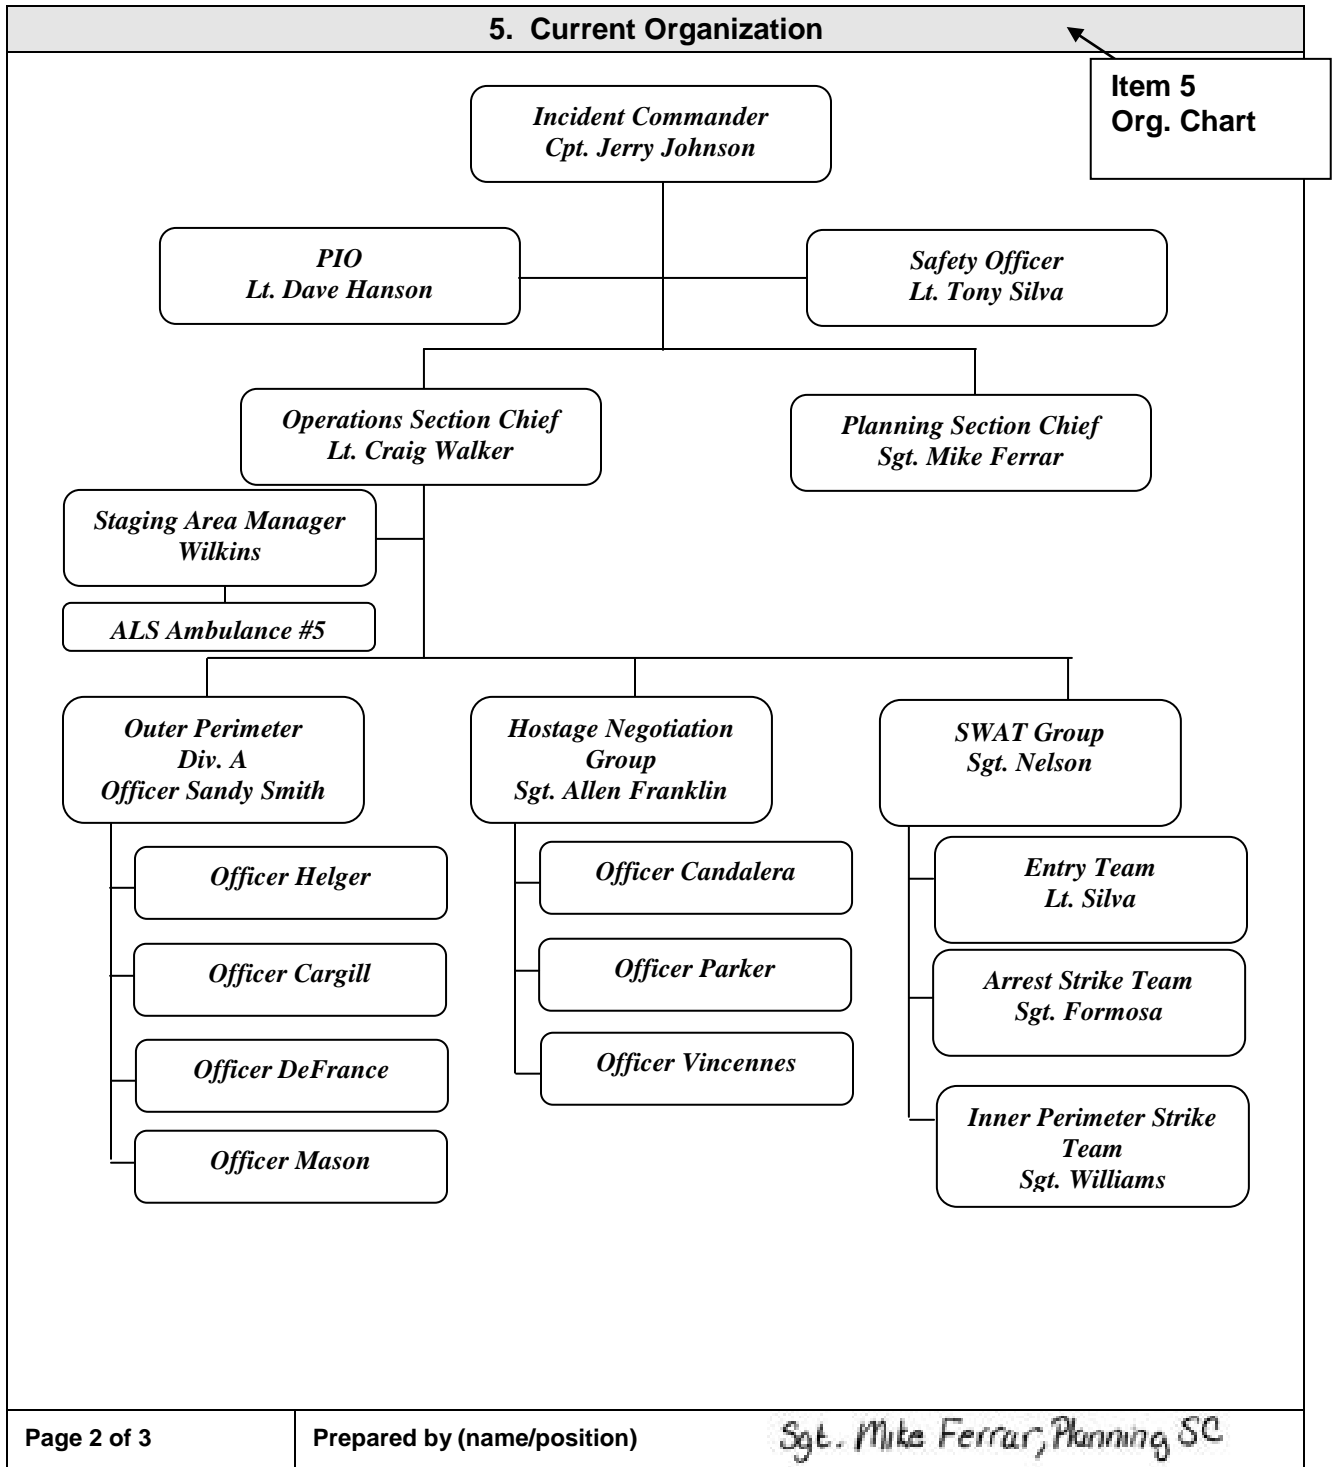 5. Current Organization
Item 5
Org. Chart
Incident Commander
Cpt. Jerry Johnson
PIO
Lt. Dave Hanson
Safety Officer
Lt. Tony Silva
Operations Section Chief
Lt. Craig Walker
Planning Section Chief
Sgt. Mike Ferrar
Staging Area Manager
Wilkins
ALS Ambulance #5
Outer Perimeter
Div. A
Officer Sandy Smith
Hostage Negotiation
Group
Sgt. Allen Franklin
SWAT Group
Sgt. Nelson
Officer Helger
Officer Cargill
Officer DeFrance
Officer Mason
Officer Candalera
Officer Parker
Officer Vincennes
Entry Team
Lt. Silva
Arrest Strike Team
Sgt. Formosa
Inner Perimeter Strike
Team
Sgt. Williams
Page 2 of 3
Prepared by (name/position)
Sgt. Mike Ferrar, Planning SC